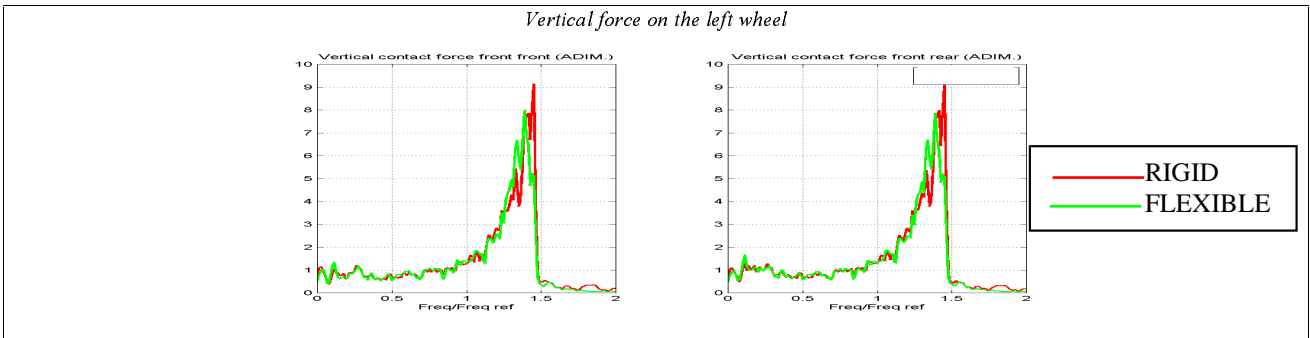 Vertical force on the left wheel
Vertical contact force front front (ADIM.)
10
9
8
7
6
5
4
3
2
1
0
0 0.5 1 1.5 2
Freq/Freq ref
Vertical contact force front rear (ADIM.)
10
9
8
7
6
5
4
3
2
1
0
0 0.5 1 1.5 2
Freq/Freq ref
RIGID
FLEXIBLE